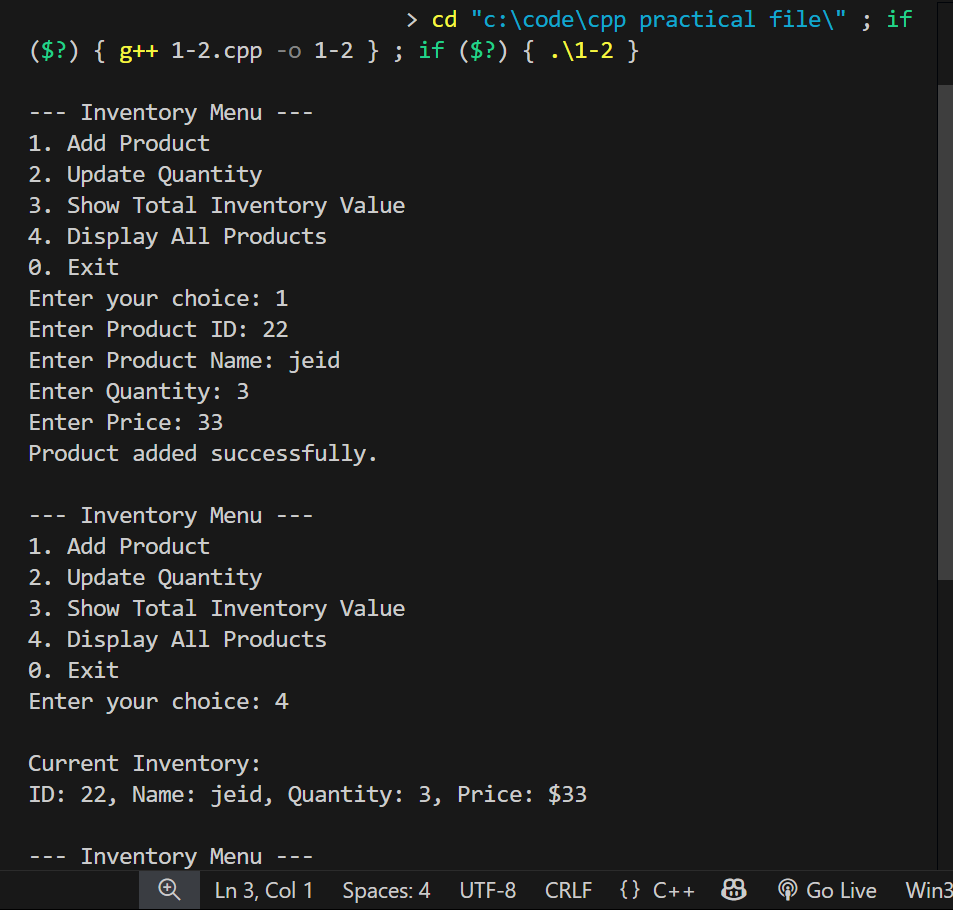 > cd "c:\code\cpp practical file\" ; if
($?) { g++ 1-2.cpp -o 1-2 } ; if ($?) { .\1-2 }
--- Inventory Menu ---
1. Add Product
2. Update Quantity
3. Show Total Inventory Value
4. Display All Products
0. Exit
Enter your choice: 1
Enter Product ID: 22
Enter Product Name: jeid
Enter Quantity: 3
Enter Price: 33
Product added successfully.
--- Inventory Menu ---
1. Add Product
2. Update Quantity
3. Show Total Inventory Value
4. Display All Products
0. Exit
Enter your choice: 4
Current Inventory:
ID: 22, Name: jeid, Quantity: 3, Price: $33
--- Inventory Menu ---
Ln 3, Col 1 Spaces: 4 UTF-8 CRLF {} C++ Go Live Win3